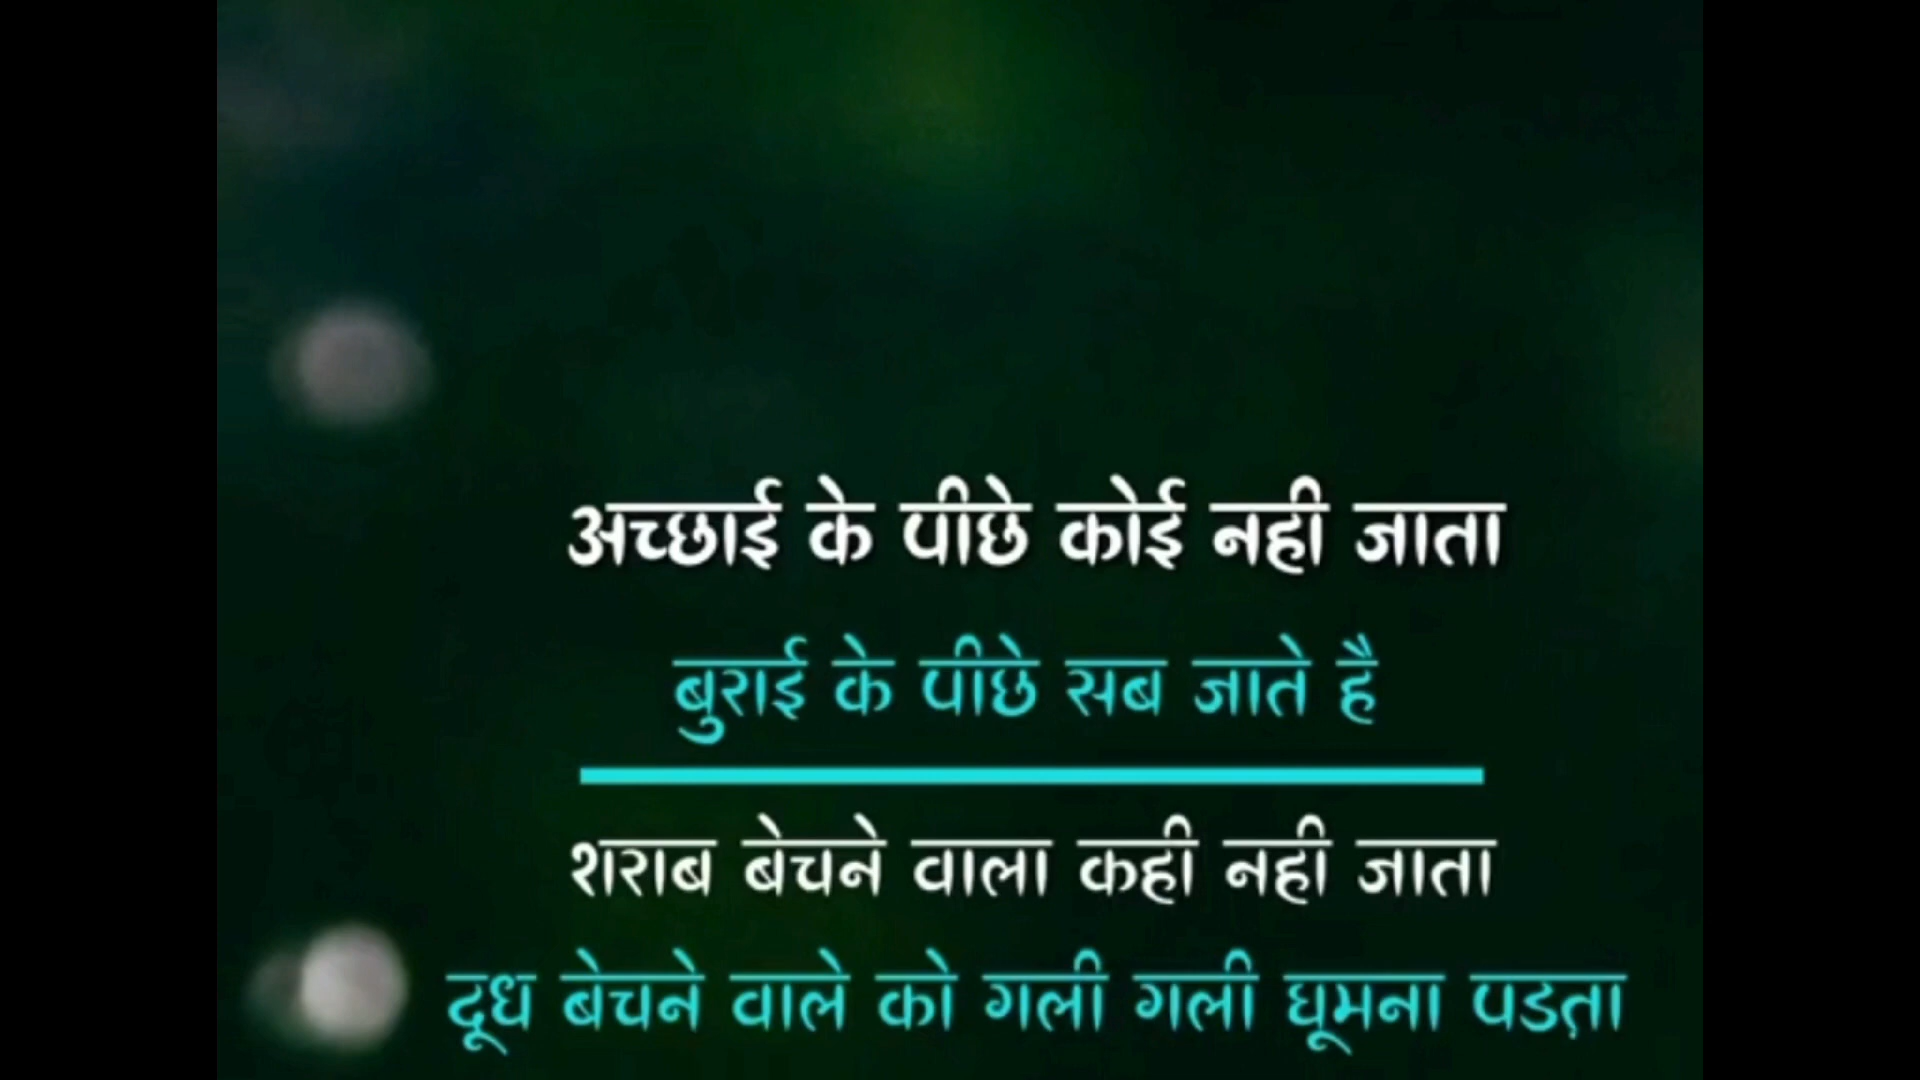 अच्छाई के पीछे कोई नही जाता
बुराई के पीछे सब जाते है
शराब बेचने वाला कही नही जाता
दूध बेचने वाले को गली गली घूमना पडता़